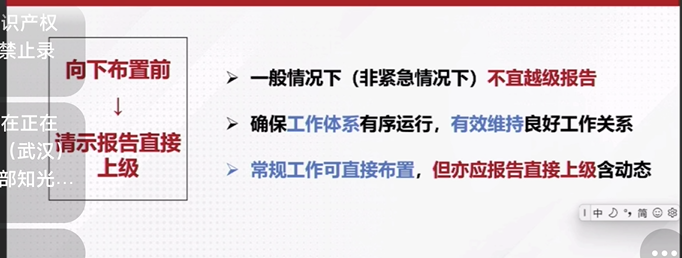 识产权
禁止录
在正在
（武汉）
部知光...
向下布置前
↓
请示报告直接
上级
➢ 一般情况下（非紧急情况下）不宜越级报告
➢ 确保工作体系有序运行，有效维持良好工作关系
➢ 常规工作可直接布置，但亦应报告直接上级含动态
中 简